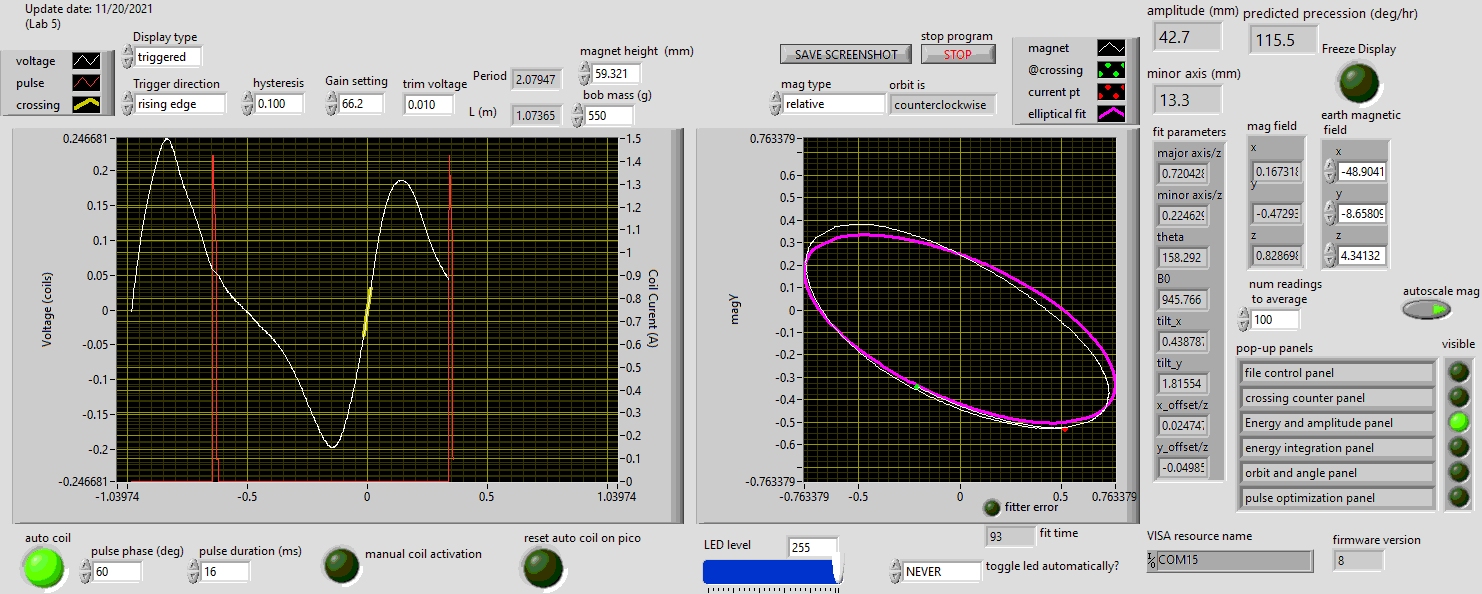 Update date: 11/20/2021
(Lab 5)
voltage
pulse
crossing
Display type
triggered
Trigger direction
rising edge
hysteresis
0.100
Gain setting
66.2
trim voltage
0.010
Period
2.07947
L (m)
1.07365
magnet height (mm)
59.321
bob mass (g)
550
SAVE SCREENSHOT
stop program
STOP
mag type
relative
orbit is
counterclockwise
magnet
@crossing
current pt
elliptical fit
amplitude (mm)
42.7
predicted precession (deg/hr)
115.5
minor axis (mm)
13.3
Freeze Display
Voltage (coils)
0.246681
0.2
0.15
0.1
0.05
0
-0.05
-0.1
-0.15
-0.2
-0.246681
-1.03974
-0.5
0
0.5
1.03974
1.5
-1.4
-1.3
-1.2
-1.1
-1
-0.9
-0.8
-0.7
-0.6
-0.5
-0.4
-0.3
-0.2
-0.1
0
Coil Current (A)
magy
0.763379
0.6
0.5
0.4
0.3
0.2
0.1
0
-0.1
-0.2
-0.3
-0.4
-0.5
-0.6
-0.763379
-0.763379
-0.5
0
0.5
0.763379
fitter error
fit parameters
major axis/z
0.720428
minor axis/z
0.224629
theta
158.292
B0
945.766
tilt_x
0.438787
tilt_y
1.81554
x_offset/z
0.024747
y_offset/z
-0.04985
mag field
x
0.167318
y
-0.47293
z
0.828698
earth magnetic
field
x
-48.9041
y
-8.65809
z
4.34132
num readings
to average
100
autoscale mag
pop-up panels
visible
file control panel
crossing counter panel
Energy and amplitude panel
energy integration panel
orbit and angle panel
pulse optimization panel
auto coil
pulse phase (deg)
60
pulse duration (ms)
16
manual coil activation
reset auto coil on pico
LED level
255
93
fit time
NEVER
toggle led automatically?
VISA resource name
COM15
firmware version
8